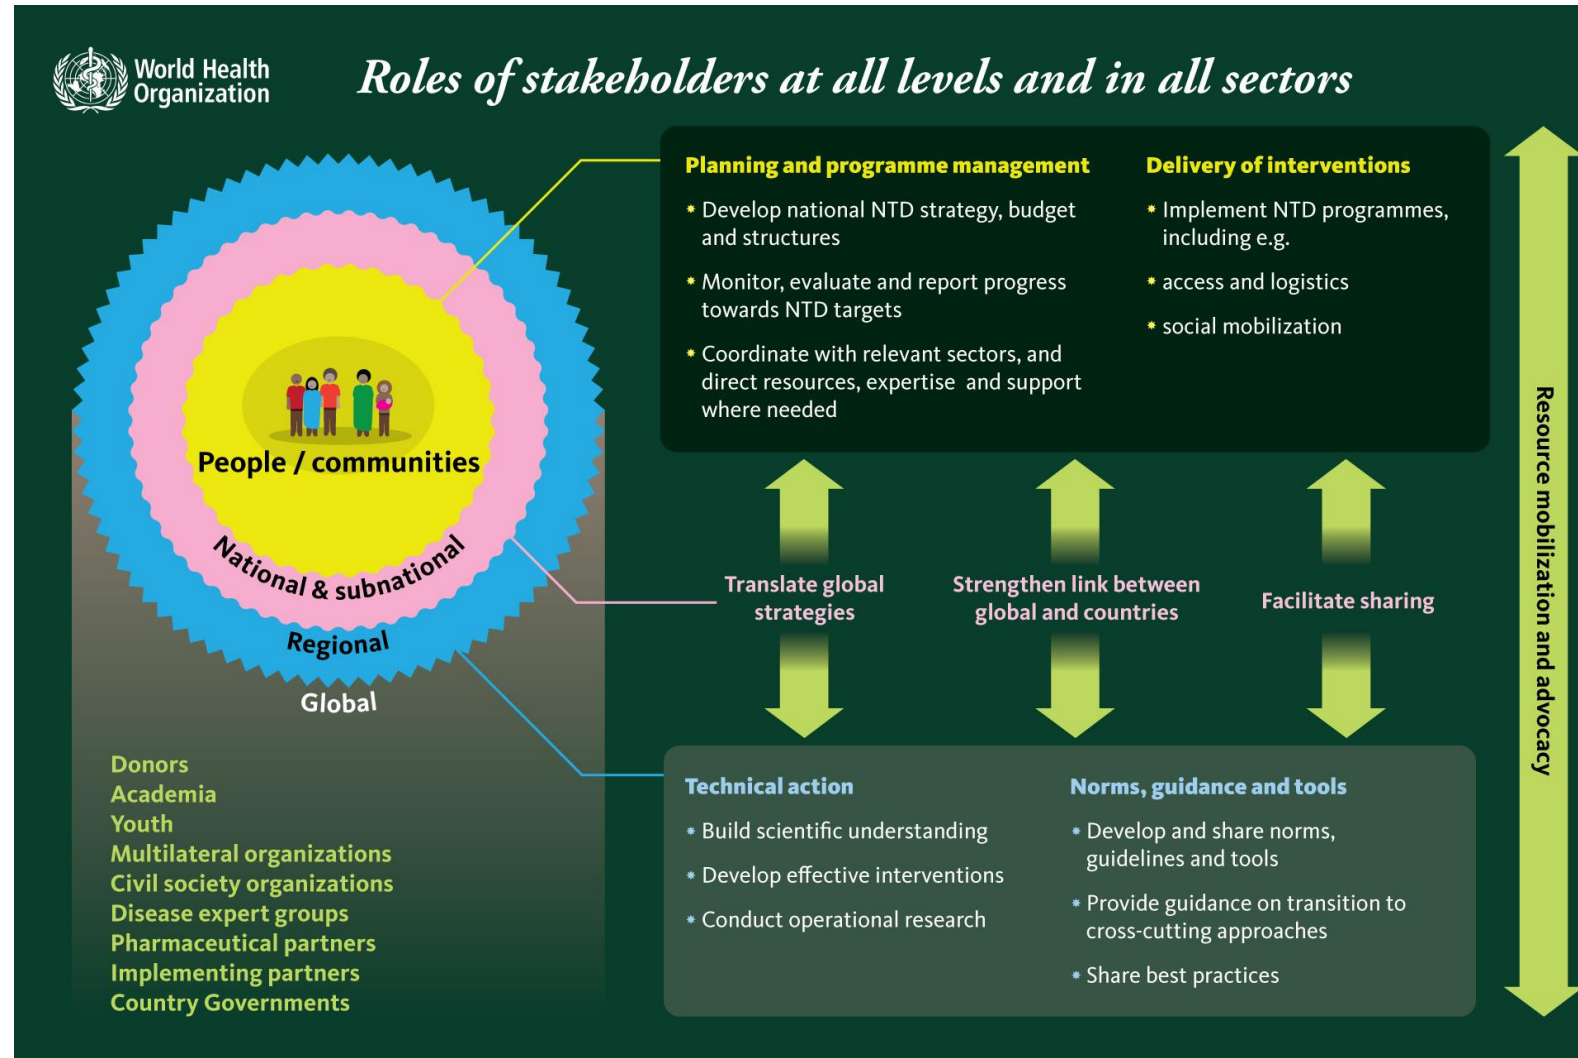 World Health
Organization
Roles of stakeholders at all levels and in all sectors
People / communities
National & subnational
Regional
Global
Donors
Academia
Youth
Multilateral organizations
Civil society organizations
Disease expert groups
Pharmaceutical partners
Implementing partners
Country Governments
Planning and programme management
* Develop national NTD strategy, budget
and structures
* Monitor, evaluate and report progress
towards NTD targets
* Coordinate with relevant sectors, and
direct resources, expertise and support
where needed
Delivery of interventions
* Implement NTD programmes,
including e.g.
* access and logistics
* social mobilization
Translate global
strategies
Strengthen link between
global and countries
Facilitate sharing
Technical action
* Build scientific understanding
* Develop effective interventions
* Conduct operational research
Norms, guidance and tools
* Develop and share norms,
guidelines and tools
* Provide guidance on transition to
cross-cutting approaches
* Share best practices
Resource mobilization and advocacy